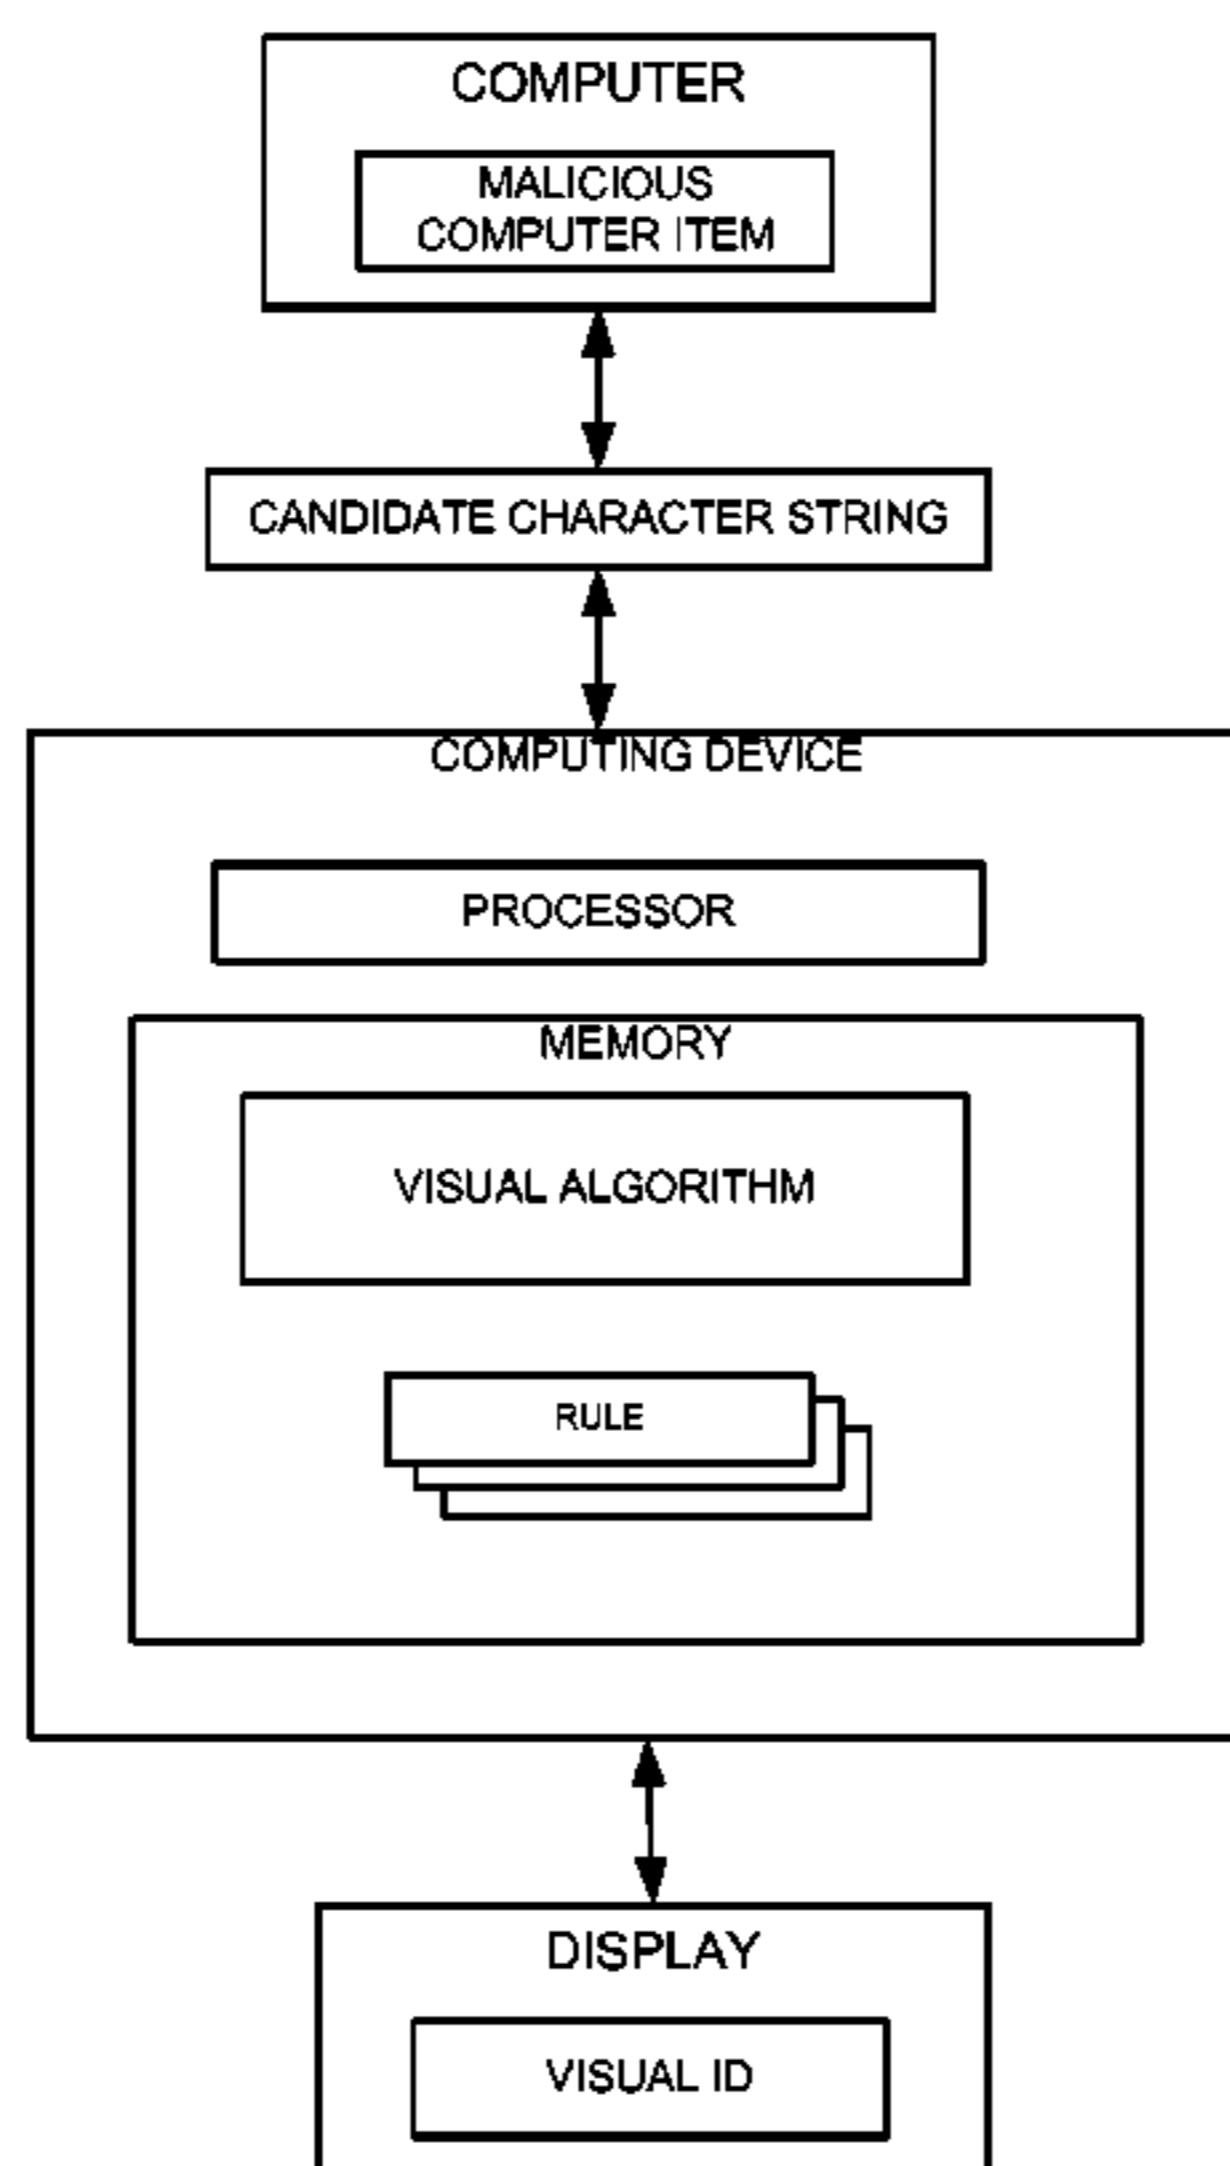 COMPUTER
MALICIOUS
COMPUTER ITEM
CANDIDATE CHARACTER STRING
COMPUTING DEVICE
PROCESSOR
MEMORY
VISUAL ALGORITHM
RULE
DISPLAY
VISUAL ID